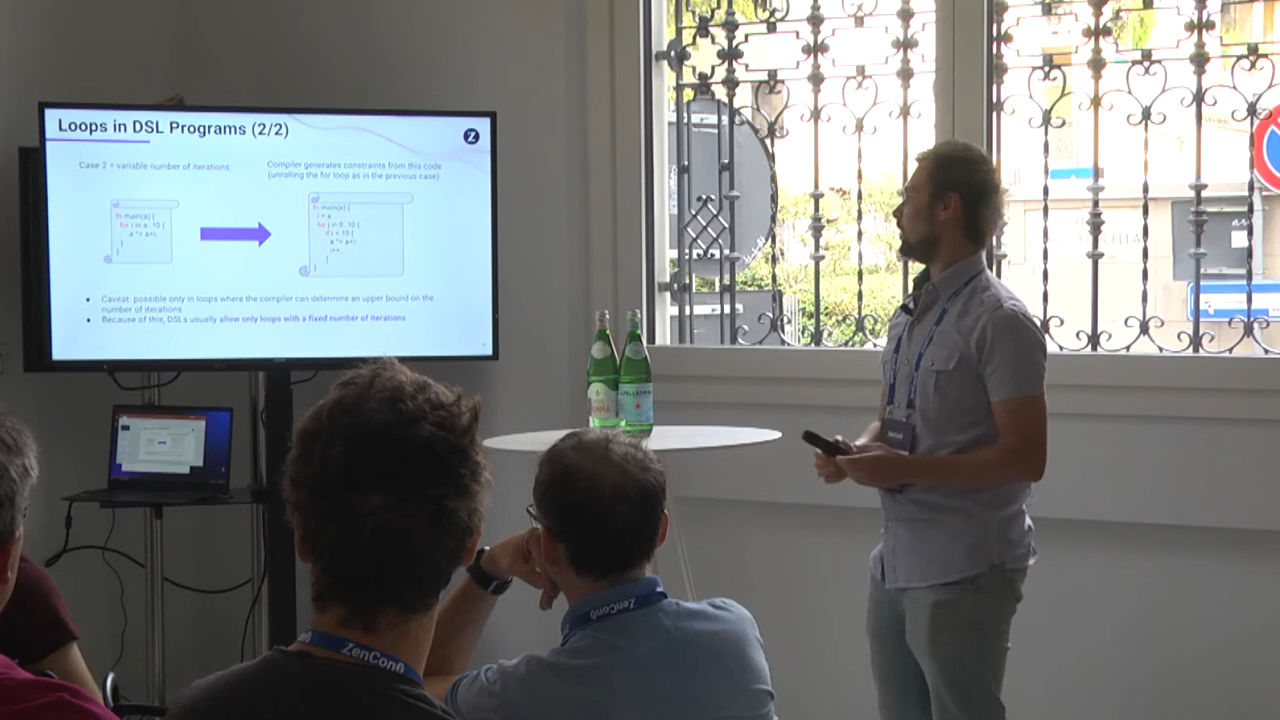 Loops in DSL Programs (2/2)
Z
Case 2 = variable number of iterations
Compiler generates constraints from this code
(unrolling the for loop as in the previous case)
fn main(a) {
for i in a..10 {
a *= a+i;
}
}
fn main(a) {
i = a
for j in 0..10 {
if i < 10 {
a *= a+i;
i++;
}
}
Caveat: possible only in loops where the compiler can determine an upper bound on the
number of iterations
Because of this, DSLs usually allow only loops with a fixed number of iterations
PELLEGRINO
ZenCon0
ZenCon0